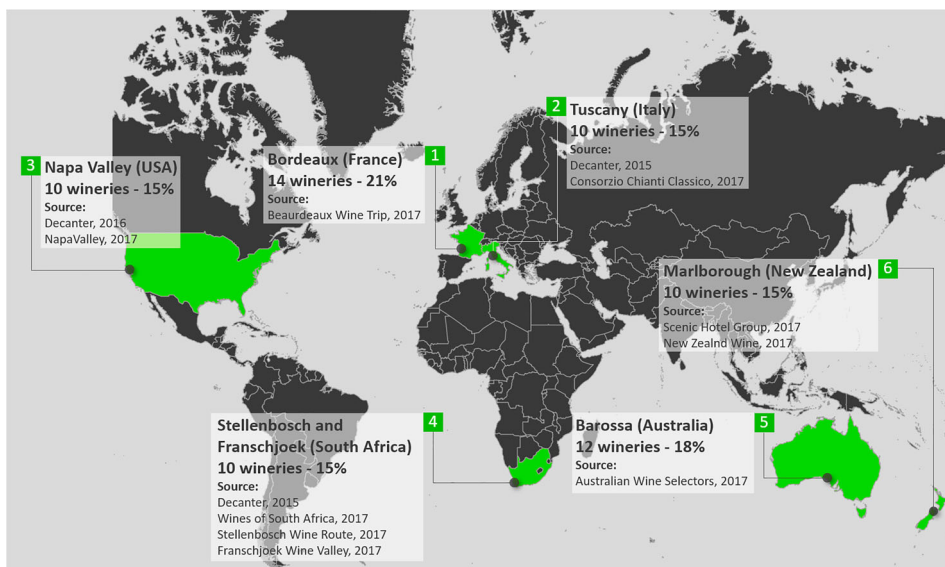 1
Bordeaux (France)
14 wineries - 21%
Source:
Beaurdeaux Wine Trip, 2017
2
Tuscany (Italy)
10 wineries - 15%
Source:
Decanter, 2015
Consorzio Chianti Classico, 2017
3
Napa Valley (USA)
10 wineries - 15%
Source:
Decanter, 2016
NapaValley, 2017
4
Stellenbosch and
Franschjoek (South Africa)
10 wineries - 15%
Source:
Decanter, 2015
Wines of South Africa, 2017
Stellenbosch Wine Route, 2017
Franschjoek Wine Valley, 2017
5
Barossa (Australia)
12 wineries - 18%
Source:
Australian Wine Selectors, 2017
6
Marlborough (New Zealand)
10 wineries - 15%
Source:
Scenic Hotel Group, 2017
New Zealnd Wine, 2017